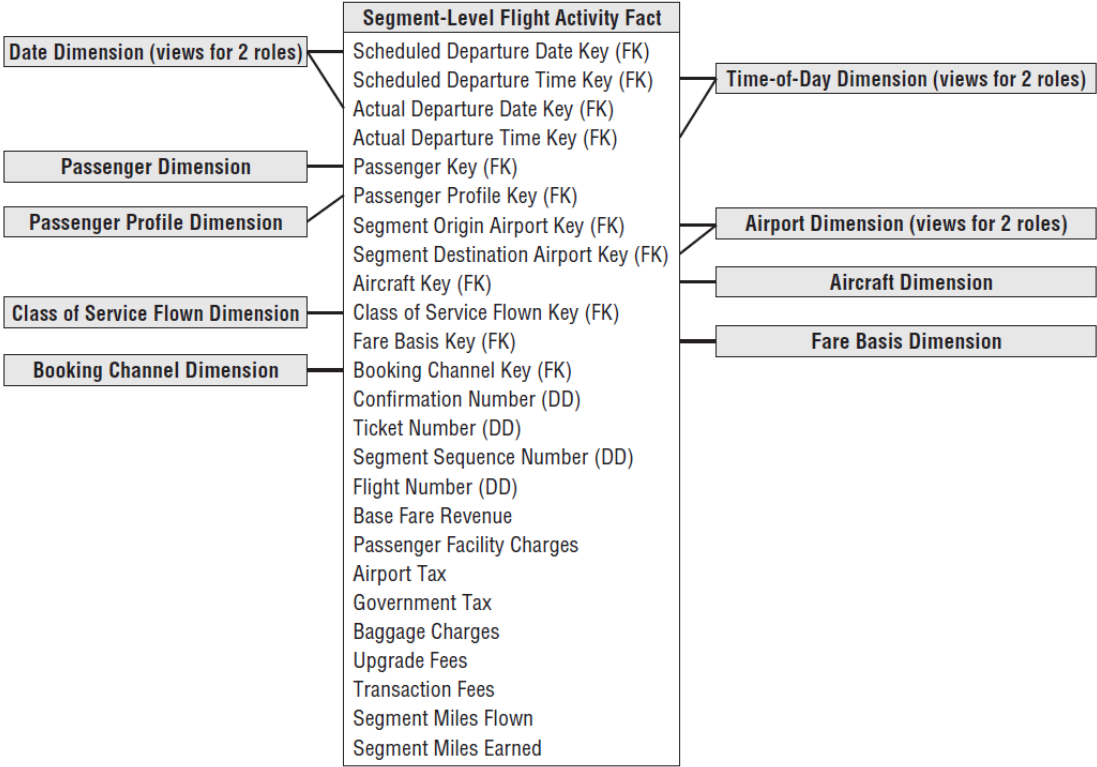 Segment-Level Flight Activity Fact
Scheduled Departure Date Key (FK)
Scheduled Departure Time Key (FK)
Actual Departure Date Key (FK)
Actual Departure Time Key (FK)
Passenger Key (FK)
Passenger Profile Key (FK)
Segment Origin Airport Key (FK)
Segment Destination Airport Key (FK)
Aircraft Key (FK)
Class of Service Flown Key (FK)
Fare Basis Key (FK)
Booking Channel Key (FK)
Confirmation Number (DD)
Ticket Number (DD)
Segment Sequence Number (DD)
Flight Number (DD)
Base Fare Revenue
Passenger Facility Charges
Airport Tax
Government Tax
Baggage Charges
Upgrade Fees
Transaction Fees
Segment Miles Flown
Segment Miles Earned
Date Dimension (views for 2 roles)
Passenger Dimension
Passenger Profile Dimension
Class of Service Flown Dimension
Booking Channel Dimension
Time-of-Day Dimension (views for 2 roles)
Airport Dimension (views for 2 roles)
Aircraft Dimension
Fare Basis Dimension